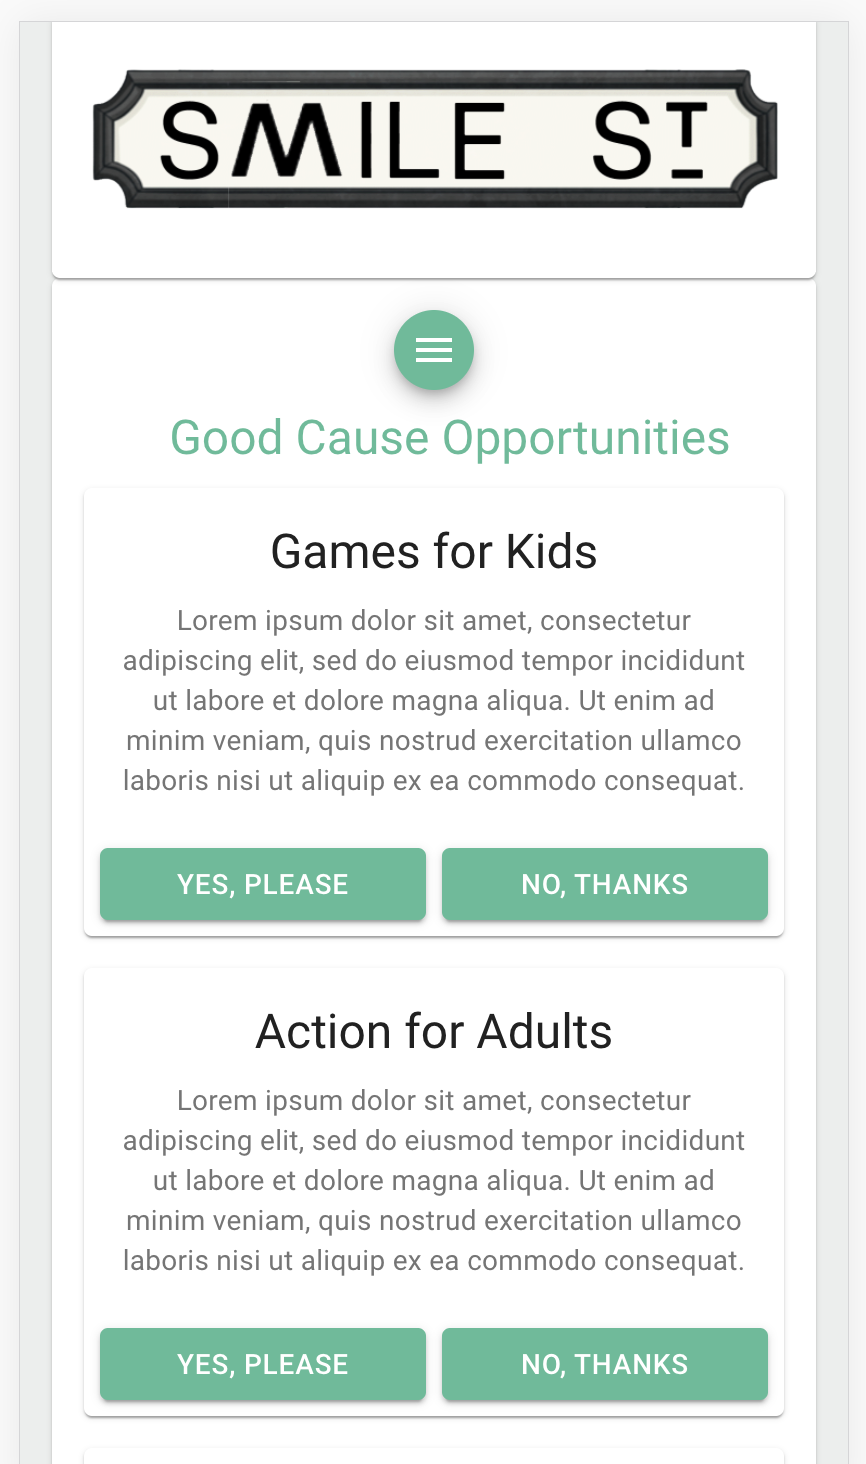 SMILE ST
Good Cause Opportunities
Games for Kids
Lorem ipsum dolor sit amet, consectetur
adipiscing elit, sed do eiusmod tempor incididunt
ut labore et dolore magna aliqua. Ut enim ad
minim veniam, quis nostrud exercitation ullamco
laboris nisi ut aliquip ex ea commodo consequat.
YES, PLEASE
NO, THANKS
Action for Adults
Lorem ipsum dolor sit amet, consectetur
adipiscing elit, sed do eiusmod tempor incididunt
ut labore et dolore magna aliqua. Ut enim ad
minim veniam, quis nostrud exercitation ullamco
laboris nisi ut aliquip ex ea commodo consequat.
YES, PLEASE
NO, THANKS